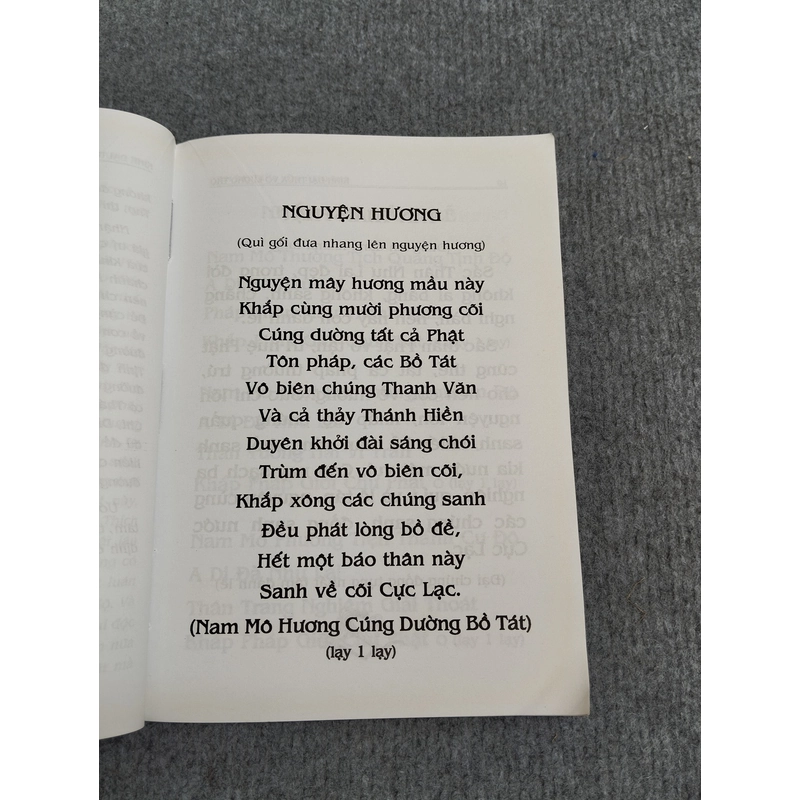 NGUYỆN HƯƠNG
(Quì gối đưa nhang lên nguyện hương)
Nguyện mây hương mầu này
Khắp cùng mười phương cõi
Cúng dường tất cả Phật
Tôn pháp, các Bồ Tát
Vô biên chúng Thanh Văn
Và cả thảy Thánh Hiền
Duyên khởi đài sáng chói
Trùm đến vô biên cõi,
Khắp xông các chúng sanh
Đều phát lòng bồ đề,
Hết một báo thân này
Sanh về cõi Cực Lạc.
(Nam Mô Hương Cúng Dường Bồ Tát)
(lạy 1 lạy)